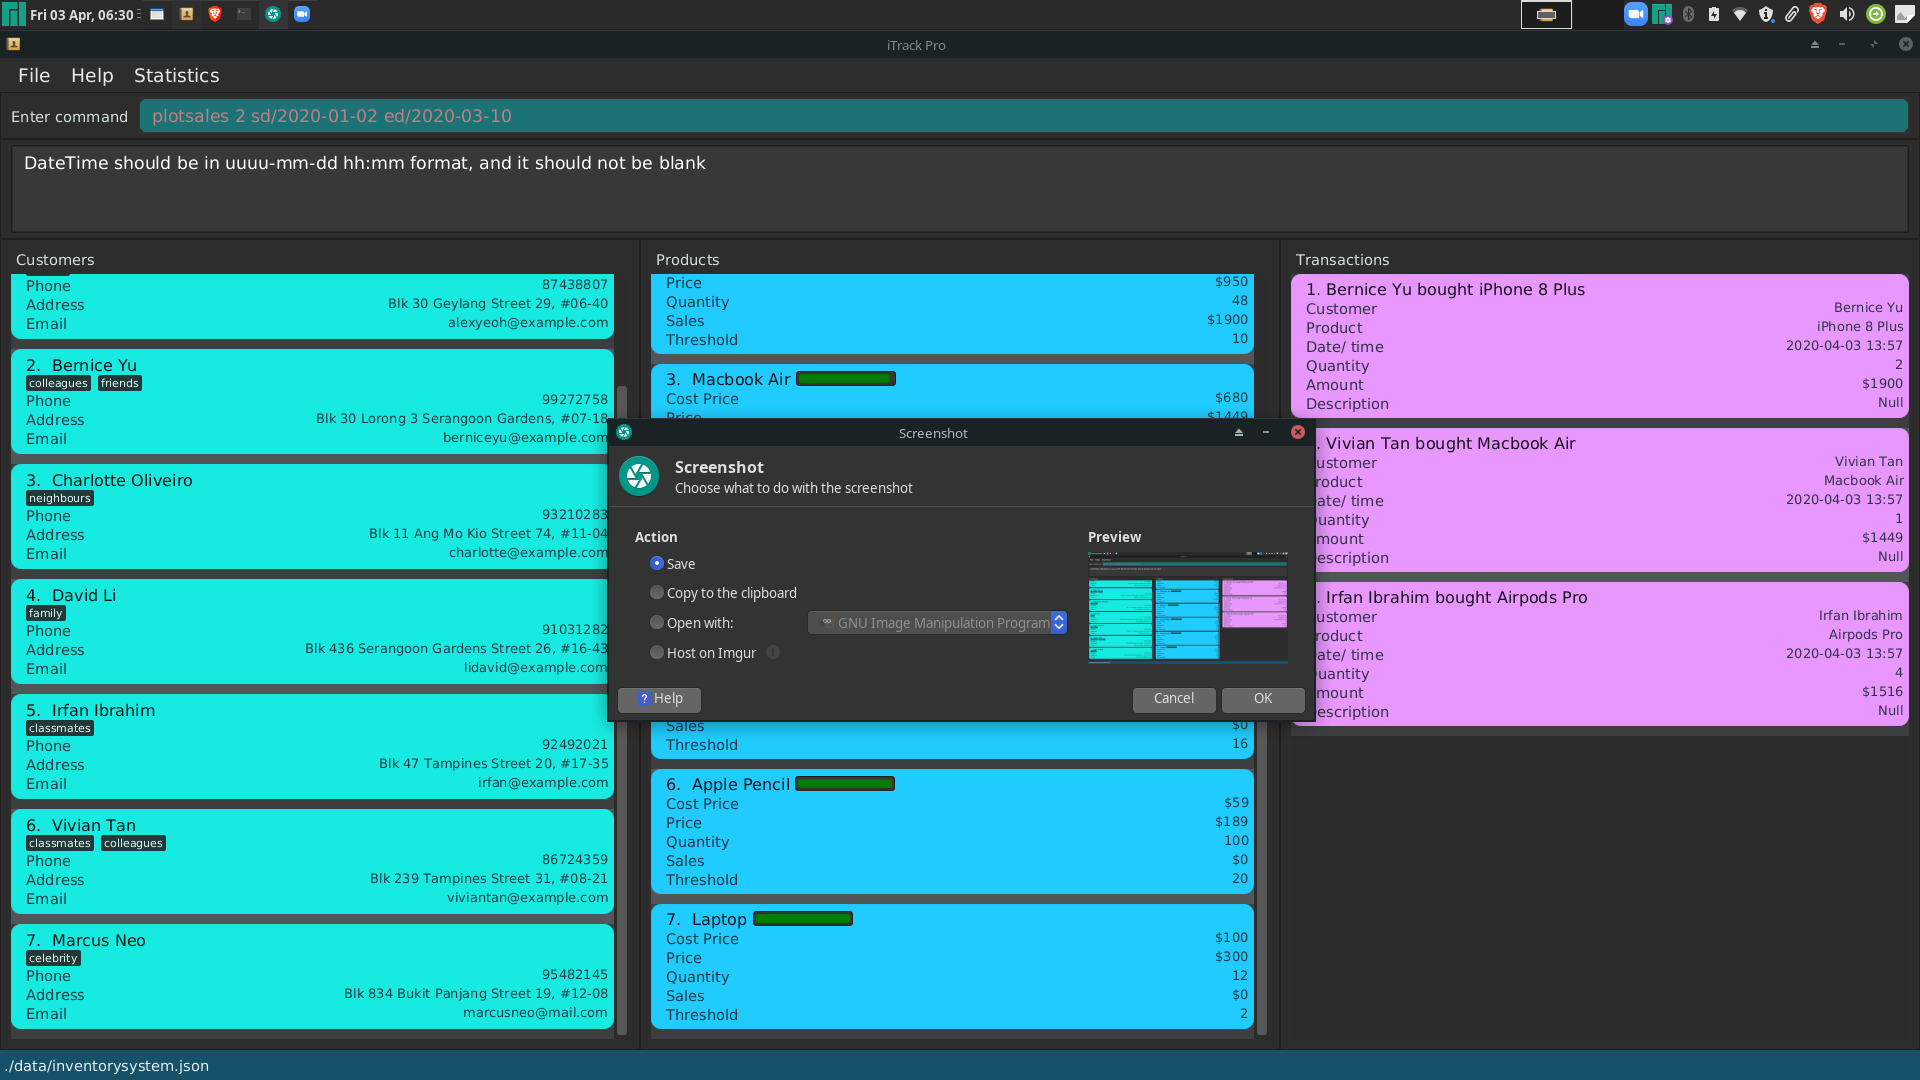 Fri 03 Apr, 06:30
iTrack Pro
File Help Statistics
Enter command plotsales 2 sd/2020-01-02 ed/2020-03-10
DateTime should be in uuuu-mm-dd hh:mm format, and it should not be blank
Customers
Phone 87438807
Address Blk 30 Geylang Street 29, #06-40
Email alexyeoh@example.com
2. Bernice Yu
colleagues friends
Phone 99272758
Address Blk 30 Lorong 3 Serangoon Gardens, #07-18
Email berniceyu@example.com
3. Charlotte Oliveiro
neighbours
Phone 93210283
Address Blk 11 Ang Mo Kio Street 74, #11-04
Email charlotte@example.com
4. David Li
family
Phone 91031282
Address Blk 436 Serangoon Gardens Street 26, #16-43
Email lidavid@example.com
5. Irfan Ibrahim
classmates
Phone 92492021
Address Blk 47 Tampines Street 20, #17-35
Email irfan@example.com
6. Vivian Tan
classmates colleagues
Phone 86724359
Address Blk 239 Tampines Street 31, #08-21
Email viviantan@example.com
7. Marcus Neo
celebrity
Phone 95482145
Address Blk 834 Bukit Panjang Street 19, #12-08
Email marcusneo@mail.com
Products
Price $950
Quantity 48
Sales $1900
Threshold 10
3. Macbook Air
Cost Price $680
Price $1449
Screenshot
Screenshot
Choose what to do with the screenshot
Action
Save
Copy to the clipboard
Open with: GNU Image Manipulation Program
Host on Imgur
Preview
Help Cancel OK
Sales $0
Threshold 16
6. Apple Pencil
Cost Price $59
Price $189
Quantity 100
Sales $0
Threshold 20
7. Laptop
Cost Price $100
Price $300
Quantity 12
Sales $0
Threshold 2
Transactions
1. Bernice Yu bought iPhone 8 Plus
Customer Bernice Yu
Product iPhone 8 Plus
Date/ time 2020-04-03 13:57
Quantity 2
Amount $1900
Description Null
. Vivian Tan bought Macbook Air
ustomer Vivian Tan
roduct Macbook Air
ate/ time 2020-04-03 13:57
uantity 1
mount $1449
escription Null
. Irfan Ibrahim bought Airpods Pro
ustomer Irfan Ibrahim
roduct Airpods Pro
ate/ time 2020-04-03 13:57
uantity 4
mount $1516
escription Null
./data/inventorysystem.json